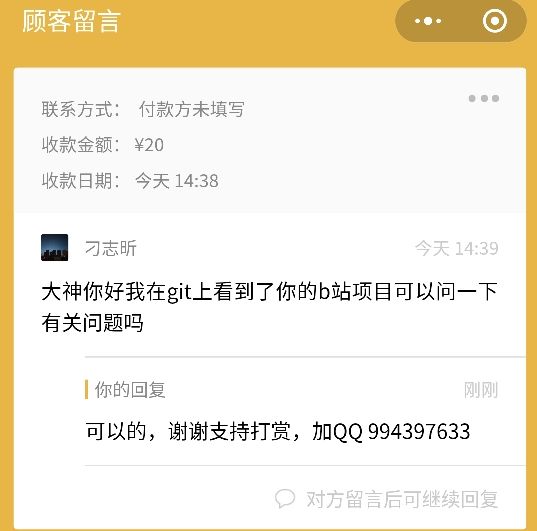 顾客留言
联系方式： 付款方未填写
收款金额： ¥20
收款日期： 今天 14:38
刁志昕 今天 14:39
大神你好我在git上看到了你的b站项目可以问一下
有关问题吗
你的回复 刚刚
可以的，谢谢支持打赏，加QQ 994397633
对方留言后可继续回复